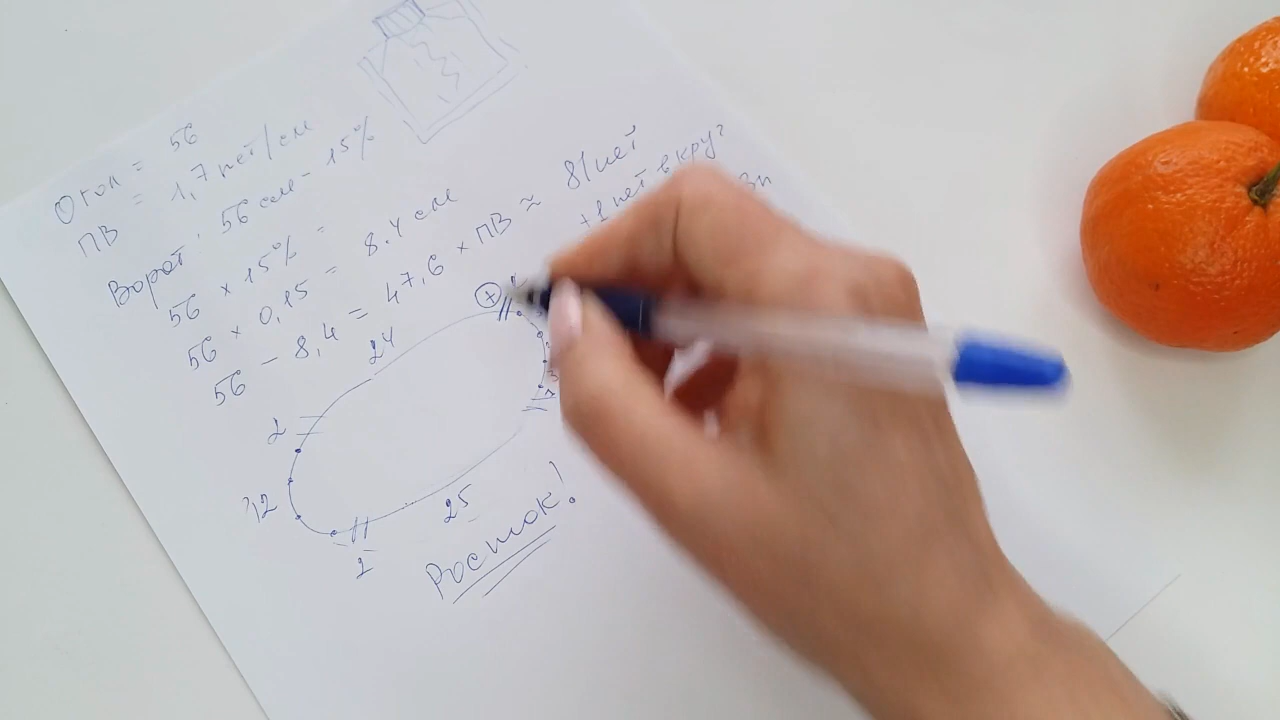 Огол = 56
ПВ = 1,7 пет/см
Ворот: 56 см - 15%
56 × 15% =
56 × 0,15 = 8.4 см
56 - 8,4 = 47,6 × ПВ ≈ 81 пет
+1 пет в круг
24
2
12
2
25
Росток!